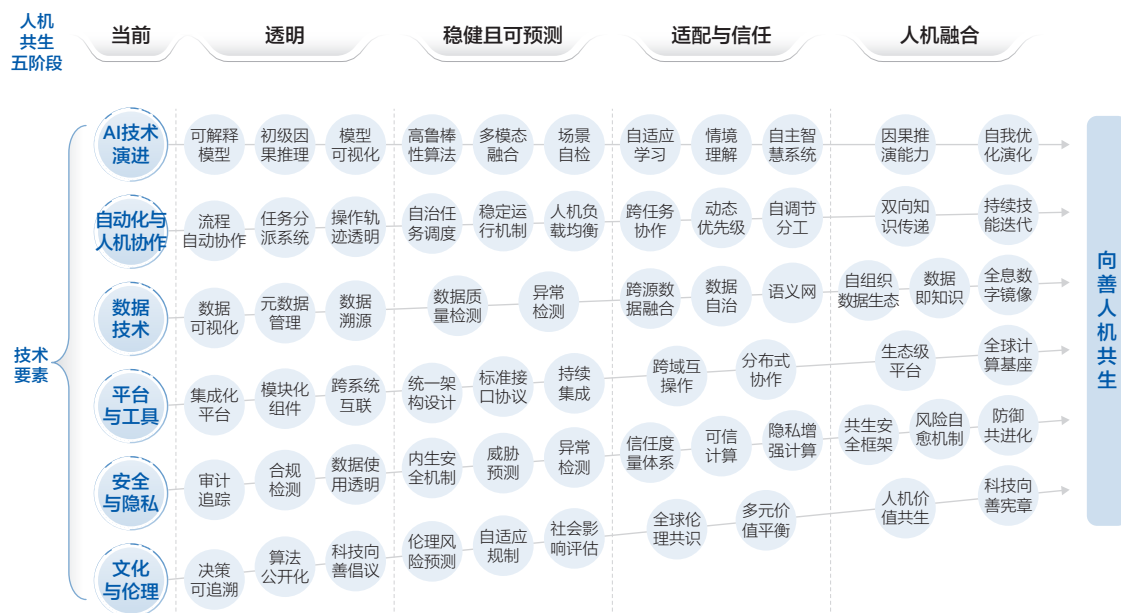 人机
共生
五阶段
当前
透明
稳健且可预测
适配与信任
人机融合
技术
要素
AI技术
演进
可解释
模型
初级因
果推理
模型
可视化
高鲁棒
性算法
多模态
融合
场景
自检
自适应
学习
情境
理解
自主智
慧系统
因果推
演能力
自我优
化演化
自动化与
人机协作
流程
自动协作
任务分
派系统
操作轨
迹透明
自治任
务调度
稳定运
行机制
人机负
载均衡
跨任务
协作
动态
优先级
自调节
分工
双向知
识传递
持续技
能迭代
数据
技术
数据
可视化
元数据
管理
数据
溯源
数据质
量检测
异常
检测
跨源数
据融合
数据
自治
语义网
自组织
数据生态
数据
即知识
全息数
字镜像
平台
与工具
集成化
平台
模块化
组件
跨系统
互联
统一架
构设计
标准接
口协议
持续
集成
跨域互
操作
分布式
协作
生态级
平台
全球计
算基座
安全
与隐私
审计
追踪
合规
检测
数据使
用透明
内生安
全机制
威胁
预测
异常
检测
信任度
量体系
可信
计算
隐私增
强计算
共生安
全框架
风险自
愈机制
防御
共进化
文化
与伦理
决策
可追溯
算法
公开化
科技向
善倡议
伦理风
险预测
自适应
规制
社会影
响评估
全球伦
理共识
多元价
值平衡
人机价
值共生
科技向
善宪章
向善人机共生